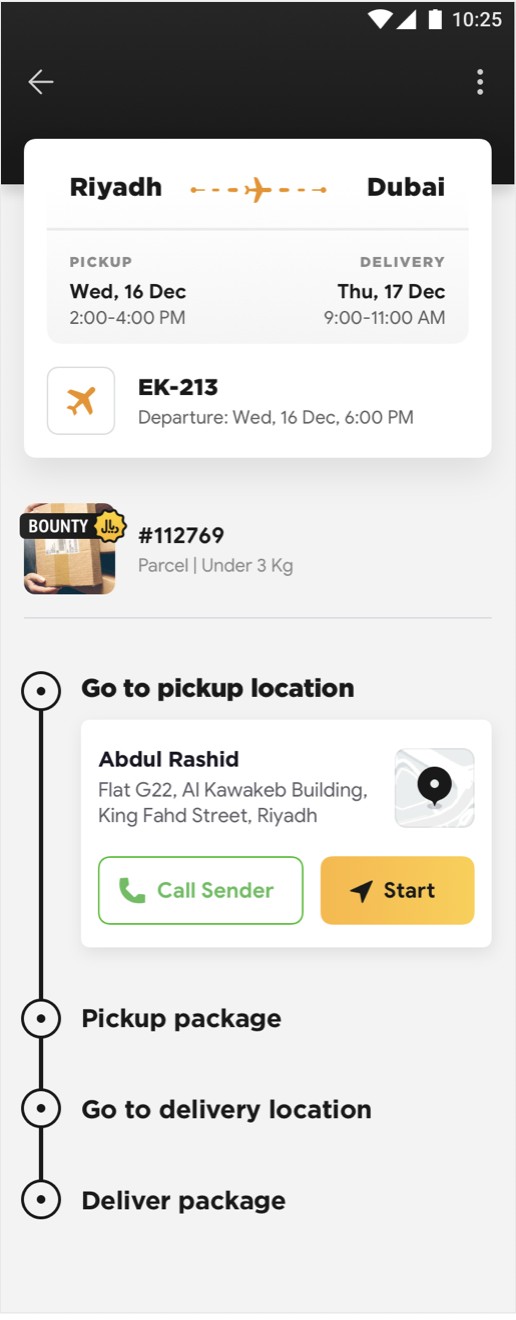 10:25
Riyadh Dubai
PICKUP DELIVERY
Wed, 16 Dec Thu, 17 Dec
2:00-4:00 PM 9:00-11:00 AM
EK-213
Departure: Wed, 16 Dec, 6:00 PM
BOUNTY ﷼
#112769
Parcel | Under 3 Kg
Go to pickup location
Abdul Rashid
Flat G22, Al Kawakeb Building,
King Fahd Street, Riyadh
Call Sender Start
Pickup package
Go to delivery location
Deliver package